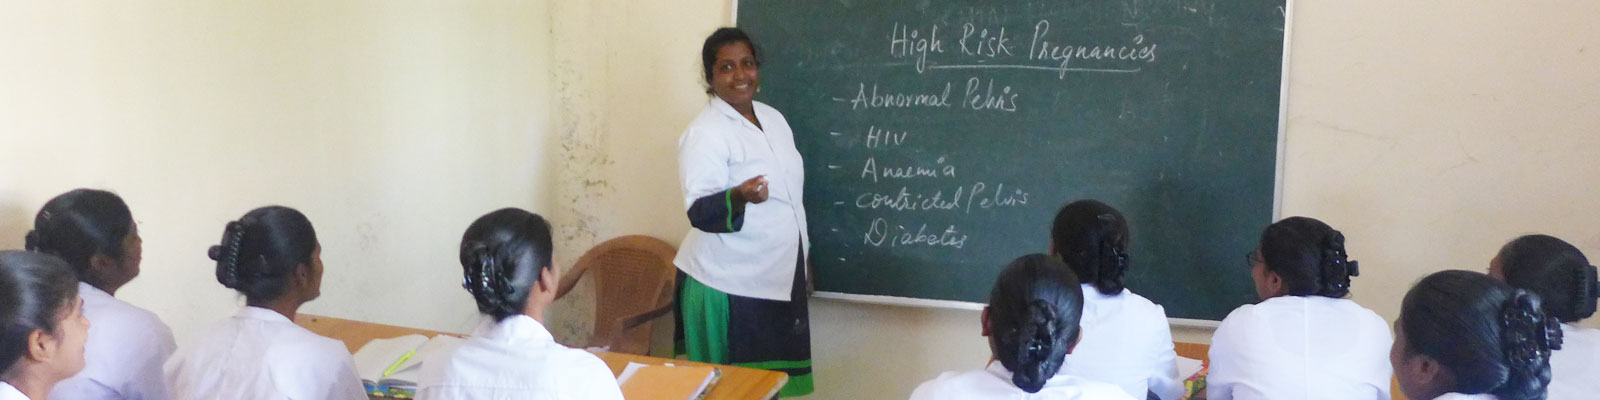 High Risk Pregnancies
- Abnormal Pelvis
- HIV
- Anaemia
- Contricted Pelvis
- Diabetes
-